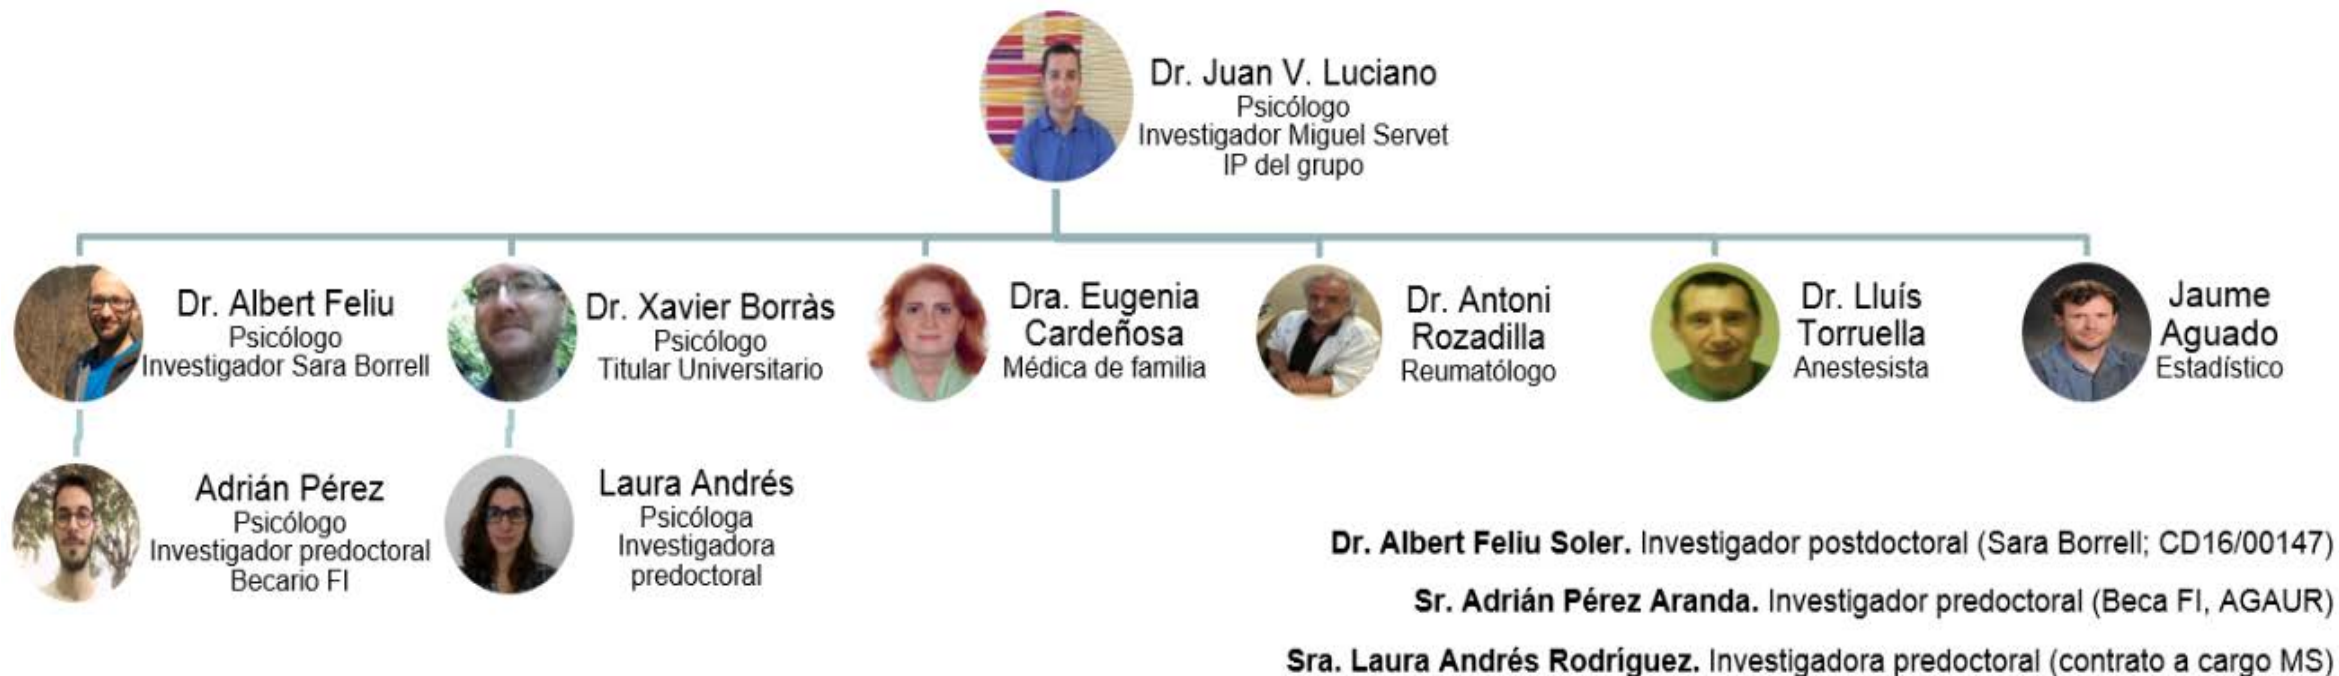 Dr. Juan V. Luciano
Psicólogo
Investigador Miguel Servet
IP del grupo
Dr. Albert Feliu
Psicólogo
Investigador Sara Borrell
Dr. Xavier Borràs
Psicólogo
Titular Universitario
Dra. Eugenia
Cardeñosa
Médica de familia
Dr. Antoni
Rozadilla
Reumatólogo
Dr. Lluís
Torruella
Anestesista
Jaume
Aguado
Estadístico
Adrián Pérez
Psicólogo
Investigador predoctoral
Becario FI
Laura Andrés
Psicóloga
Investigadora
predoctoral
Dr. Albert Feliu Soler. Investigador postdoctoral (Sara Borrell; CD16/00147)
Sr. Adrián Pérez Aranda. Investigador predoctoral (Beca FI, AGAUR)
Sra. Laura Andrés Rodríguez. Investigadora predoctoral (contrato a cargo MS)